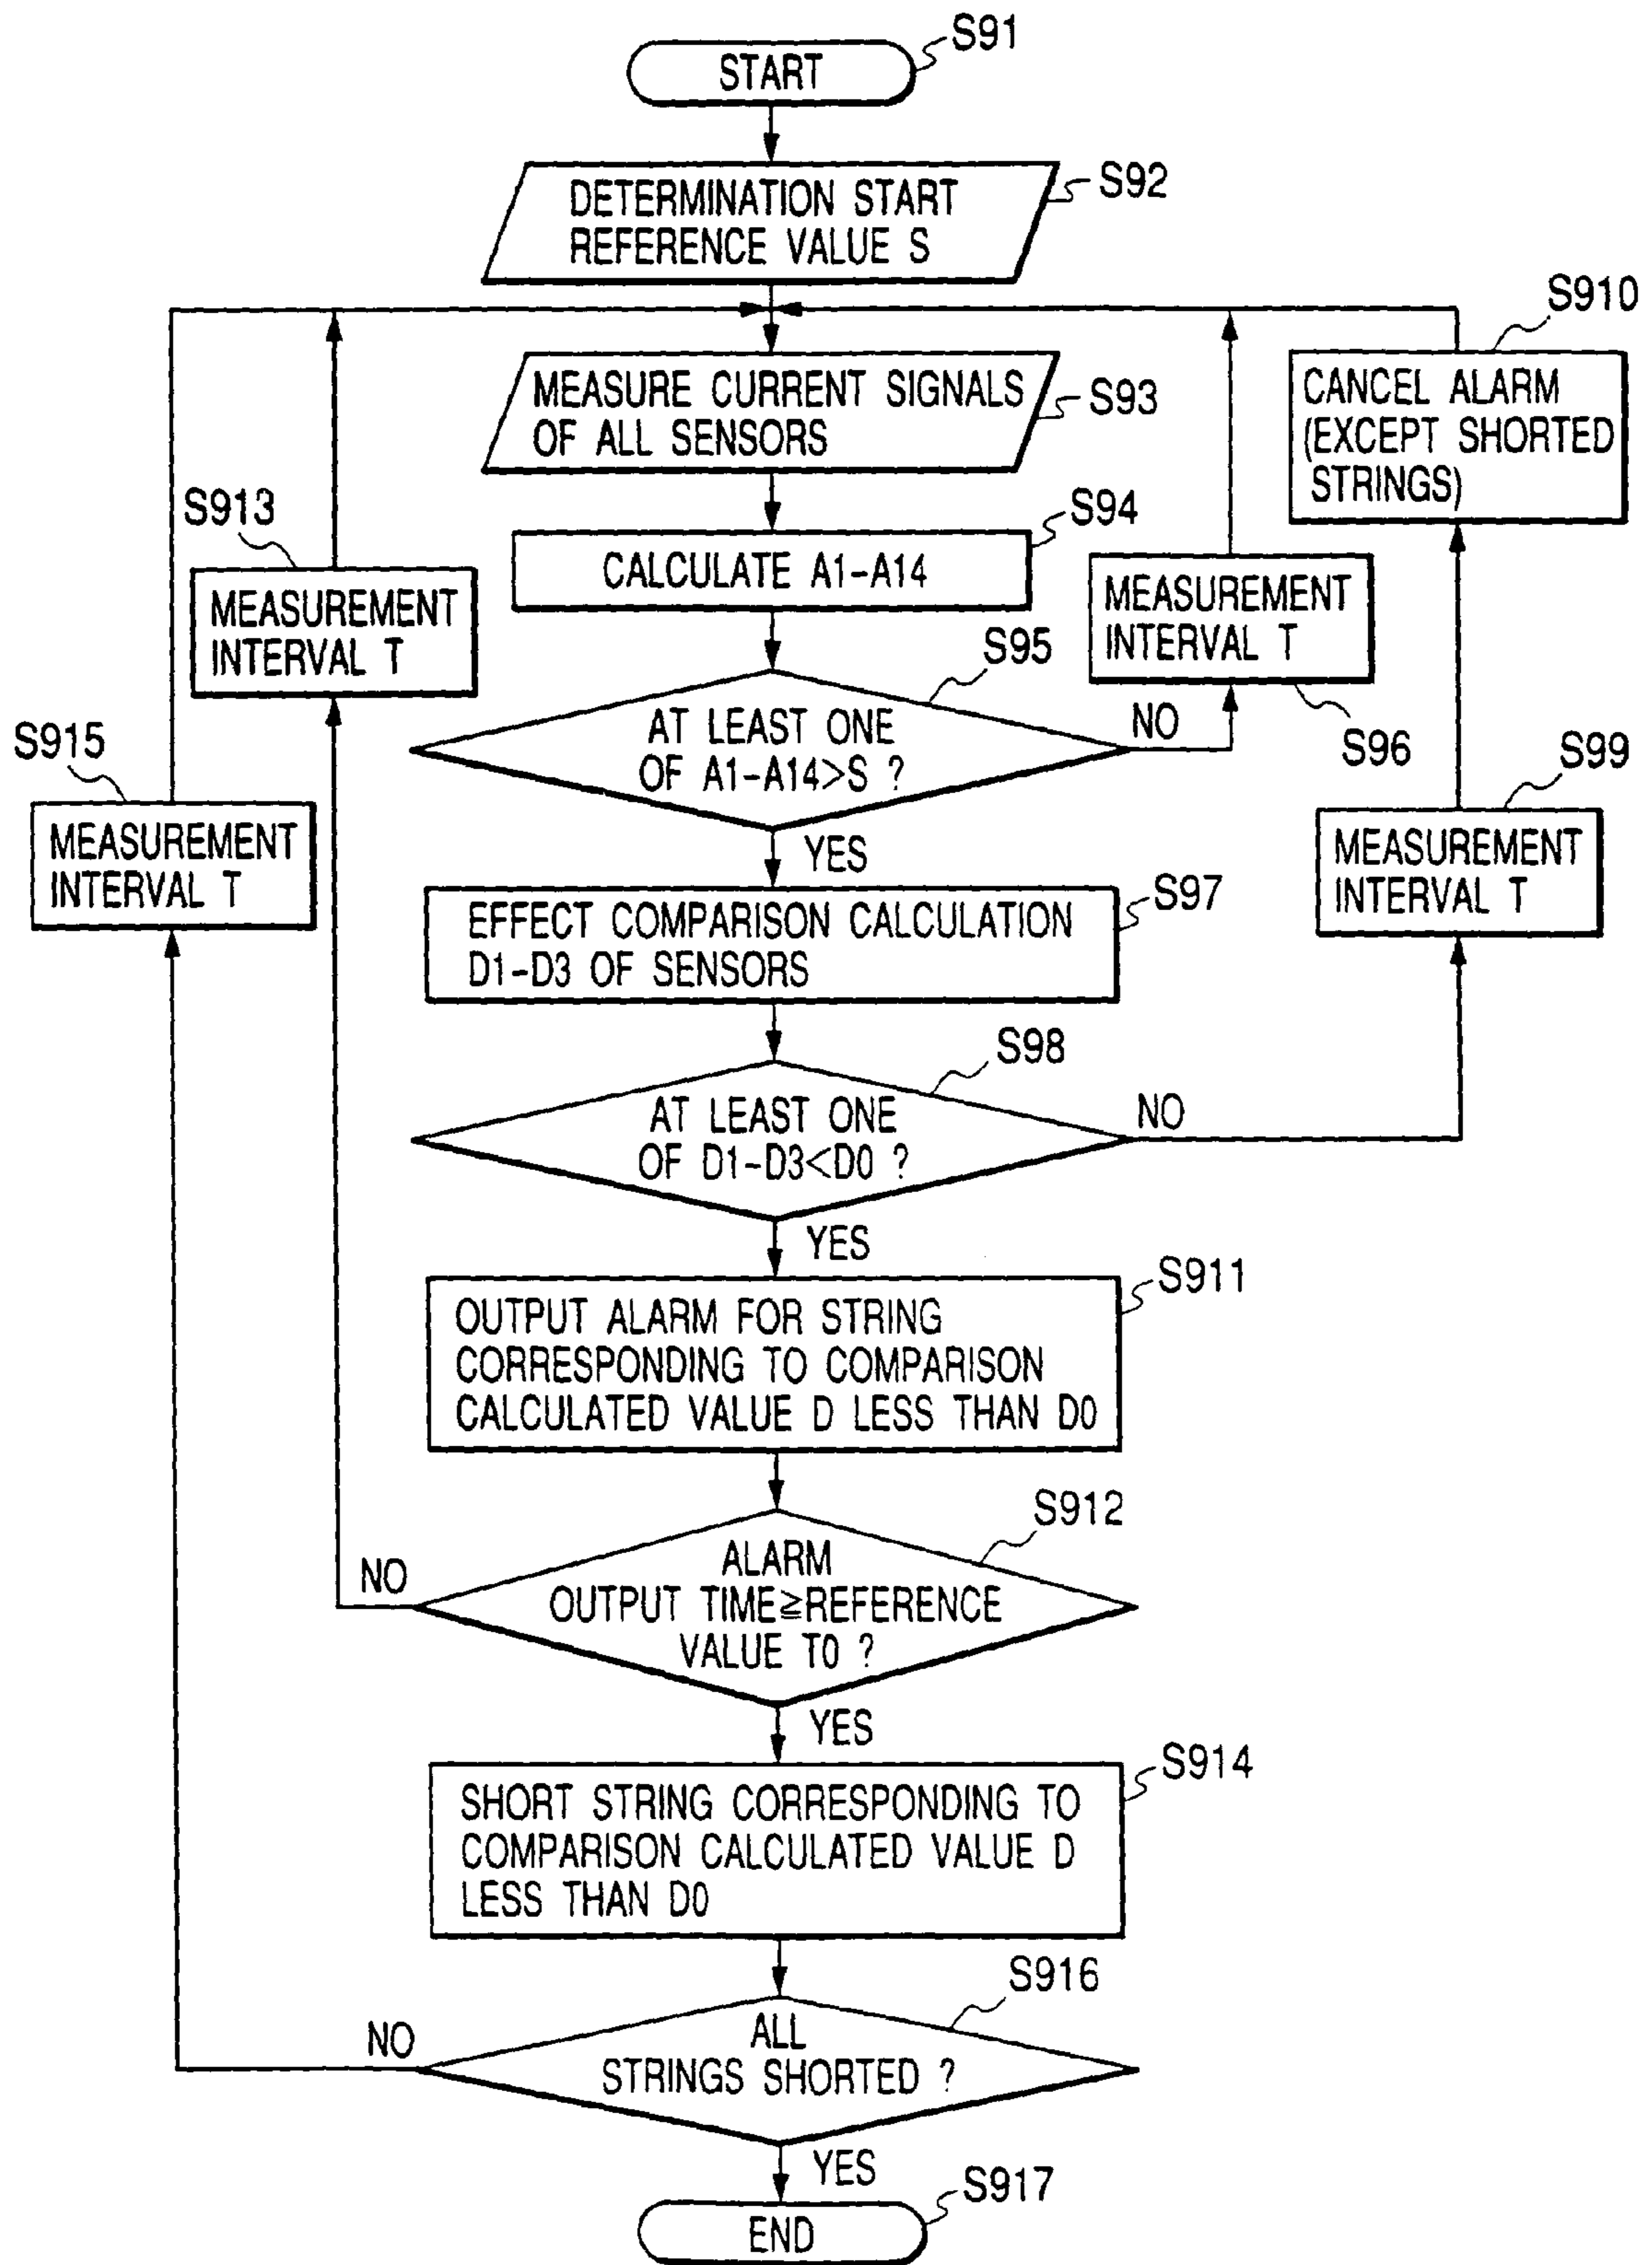 S91
START
S92
DETERMINATION START
REFERENCE VALUE S
S910
CANCEL ALARM
(EXCEPT SHORTED
STRINGS)
MEASURE CURRENT SIGNALS
OF ALL SENSORS
S93
S94
CALCULATE A1-A14
S913
MEASUREMENT
INTERVAL T
MEASUREMENT
INTERVAL T
S96
S95
AT LEAST ONE
OF A1-A14>S ?
NO
YES
S915
MEASUREMENT
INTERVAL T
S99
MEASUREMENT
INTERVAL T
S97
EFFECT COMPARISON CALCULATION
D1-D3 OF SENSORS
S98
AT LEAST ONE
OF D1-D3<D0 ?
NO
YES
S911
OUTPUT ALARM FOR STRING
CORRESPONDING TO COMPARISON
CALCULATED VALUE D LESS THAN D0
S912
ALARM
OUTPUT TIME≧REFERENCE
VALUE T0 ?
NO
YES
S914
SHORT STRING CORRESPONDING TO
COMPARISON CALCULATED VALUE D
LESS THAN D0
S916
ALL
STRINGS SHORTED ?
NO
YES
S917
END